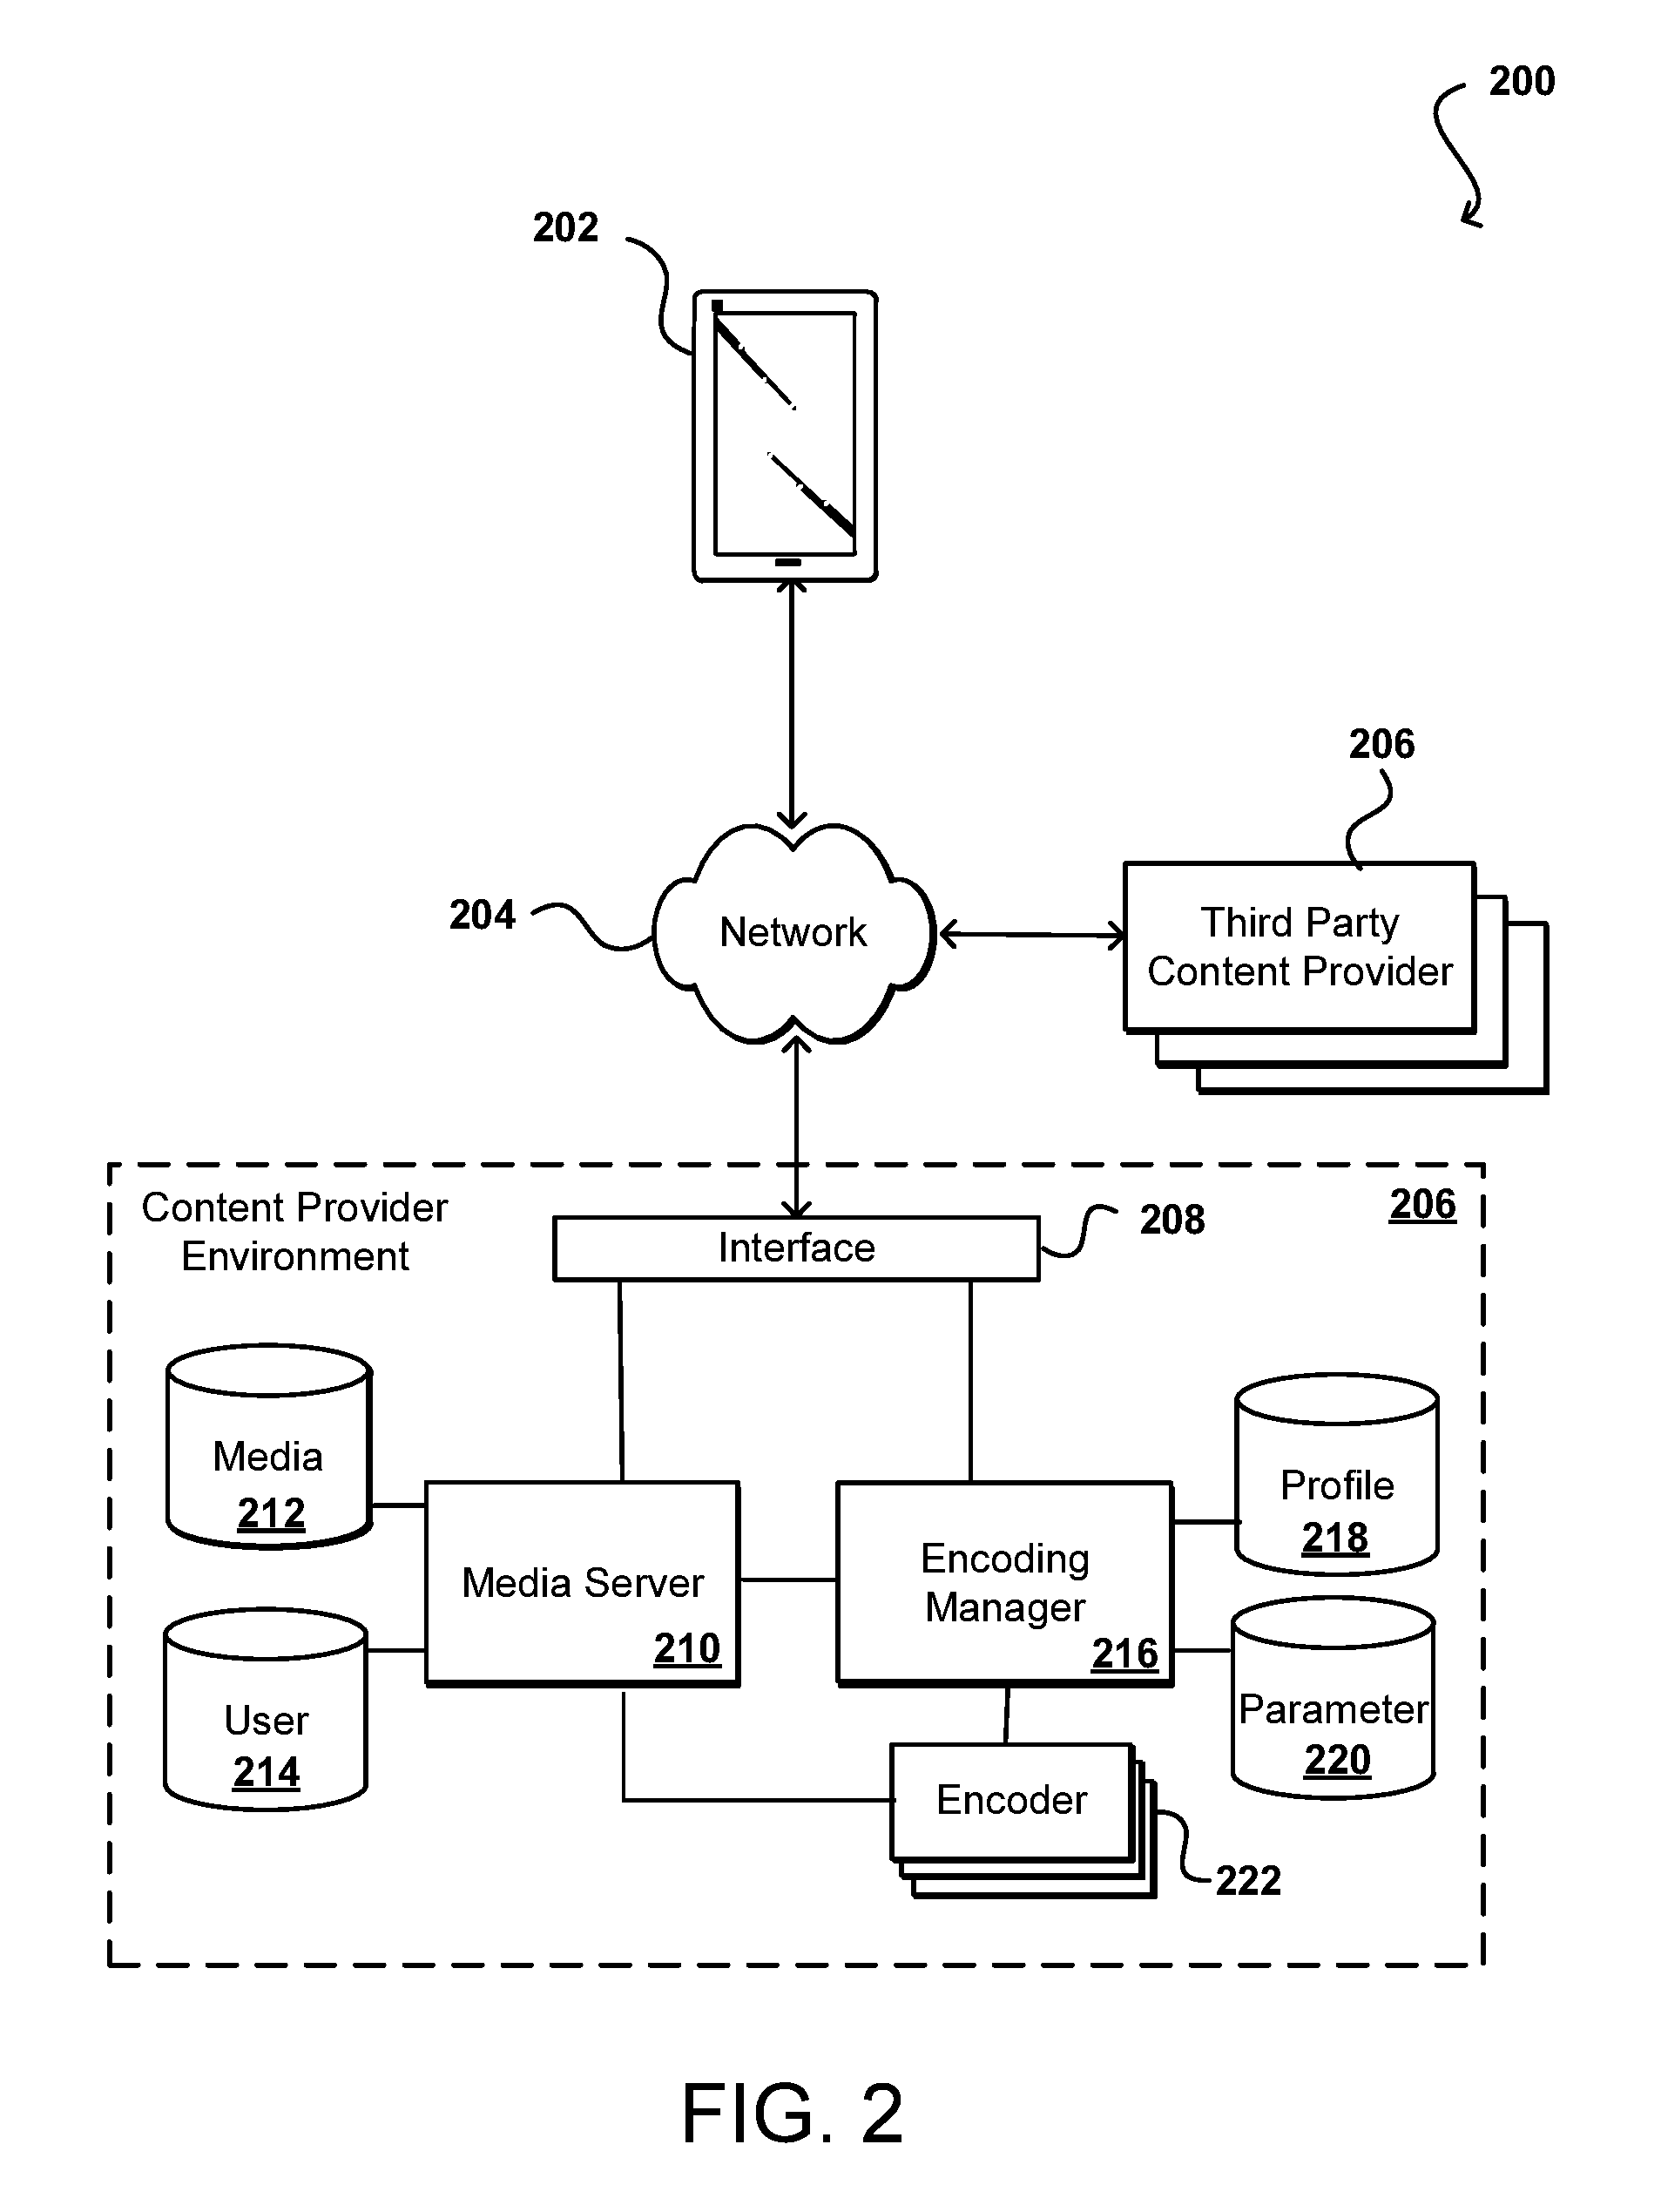 200
202
206
204
Network
Third Party
Content Provider
Content Provider
Environment
206
208
Interface
Media
212
Profile
218
Media Server
210
Encoding
Manager
216
User
214
Parameter
220
Encoder
222
FIG. 2